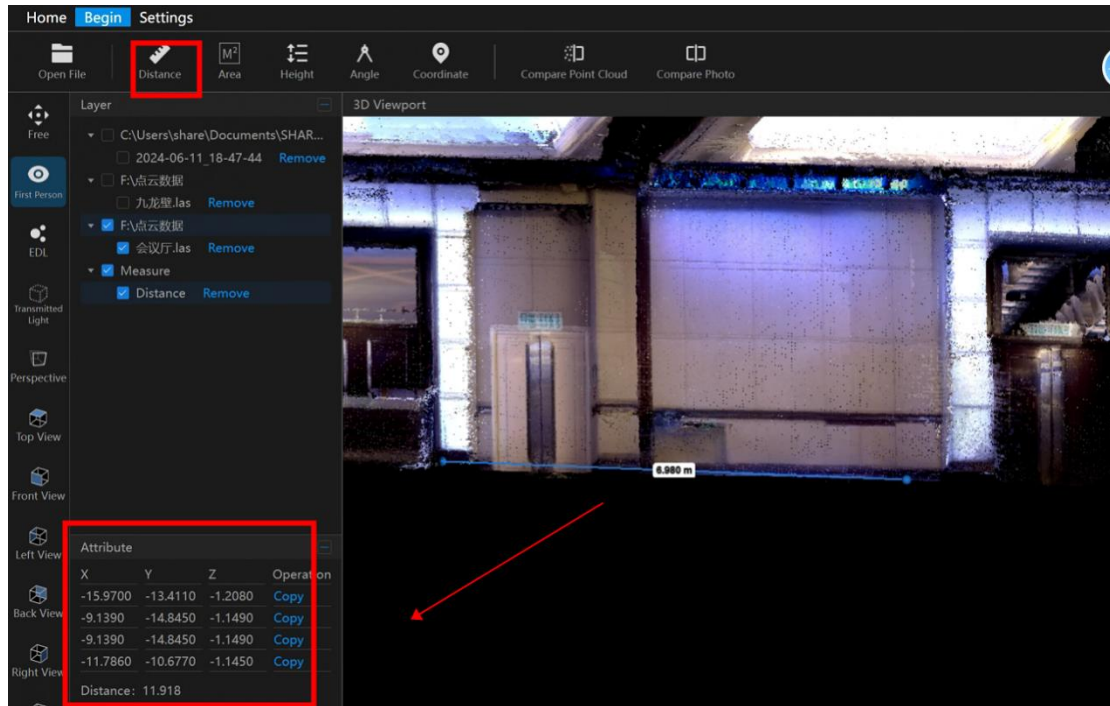 Home Begin Settings
Open File Distance M² Area Height Angle Coordinate Compare Point Cloud Compare Photo
Layer
3D Viewport
Free
First Person
EDL
Transmitted Light
Perspective
Top View
Front View
Left View
Back View
Right View
C:\Users\share\Documents\SHAR...
2024-06-11_18-47-44 Remove
F:\点云数据
九龙壁.las Remove
F:\点云数据
会议厅.las Remove
Measure
Distance Remove
6.980 m
Attribute
X Y Z Operation
-15.9700 -13.4110 -1.2080 Copy
-9.1390 -14.8450 -1.1490 Copy
-9.1390 -14.8450 -1.1490 Copy
-11.7860 -10.6770 -1.1450 Copy
Distance: 11.918